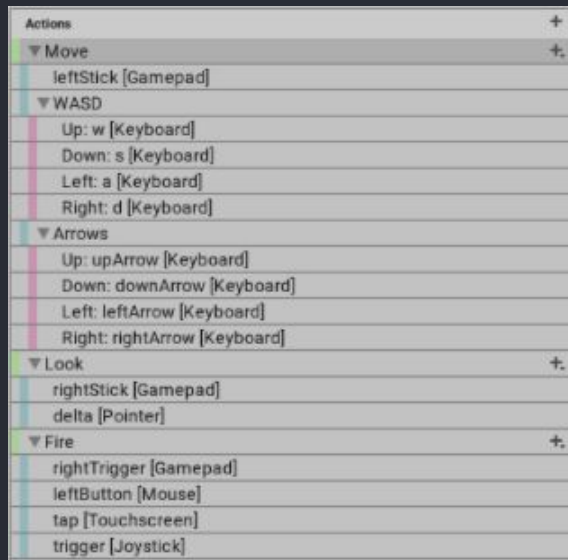 Actions
Move
leftStick [Gamepad]
WASD
Up: w [Keyboard]
Down: s [Keyboard]
Left: a [Keyboard]
Right: d [Keyboard]
Arrows
Up: upArrow [Keyboard]
Down: downArrow [Keyboard]
Left: leftArrow [Keyboard]
Right: rightArrow [Keyboard]
Look
rightStick [Gamepad]
delta [Pointer]
Fire
rightTrigger [Gamepad]
leftButton [Mouse]
tap [Touchscreen]
trigger [Joystick]